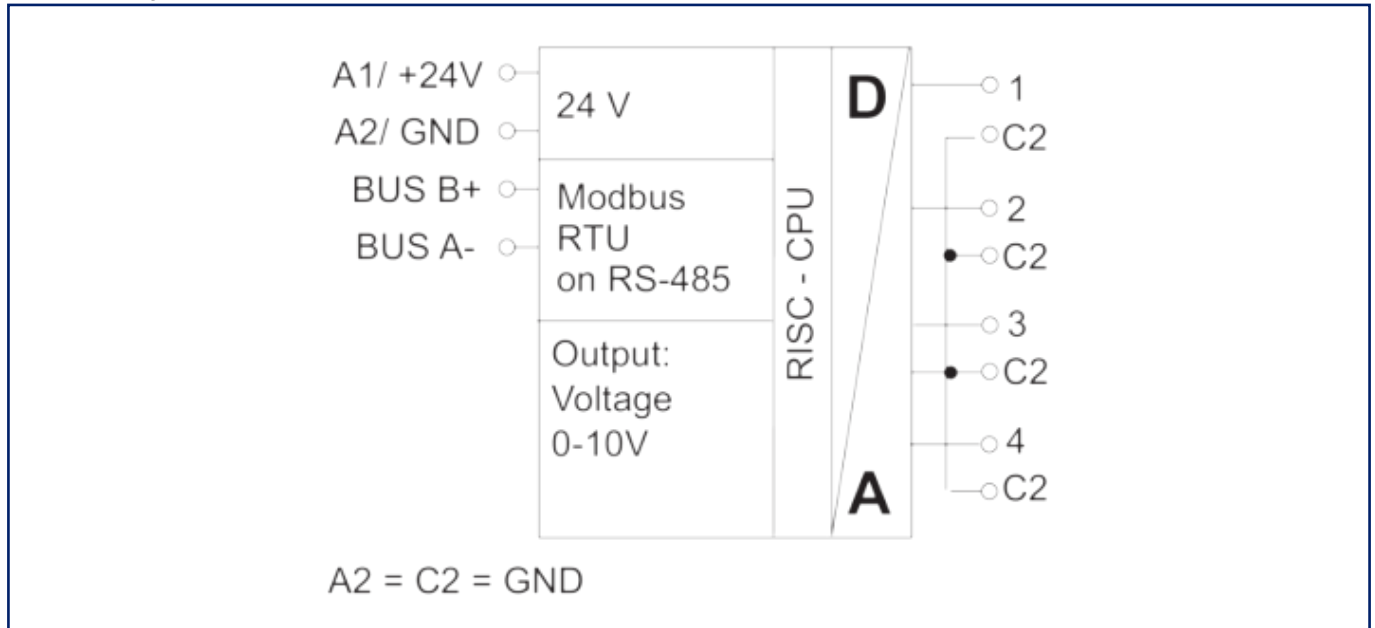 A1/ +24V
A2/ GND
BUS B+
BUS A-
24 V
Modbus
RTU
on RS-485
Output:
Voltage
0-10V
RISC - CPU
D
A
1
C2
2
C2
3
C2
4
C2
A2 = C2 = GND